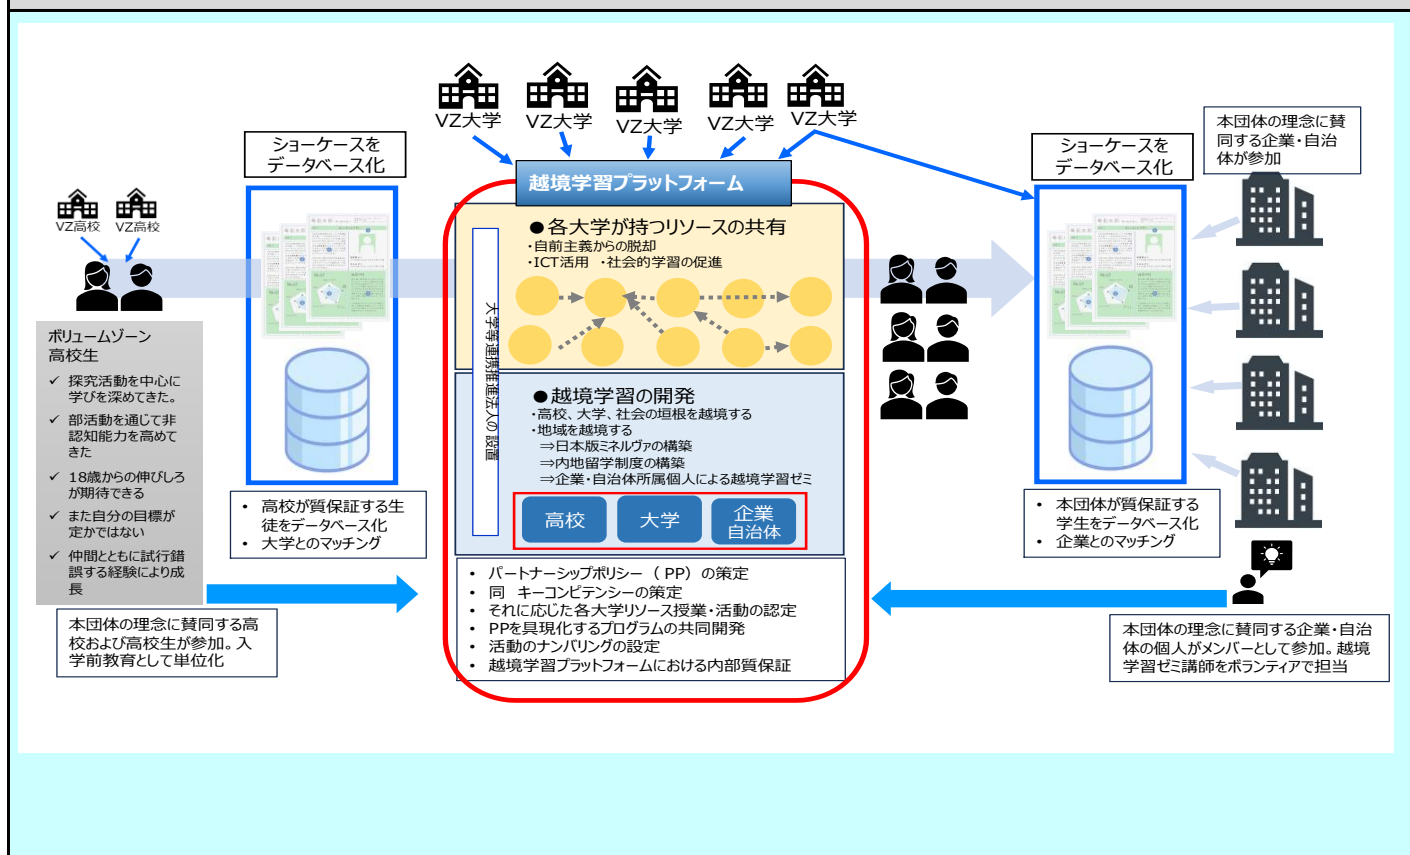 VZ大学
VZ大学
VZ大学
VZ大学
VZ大学
ショーケースを
データベース化
VZ高校
VZ高校
ボリュームゾーン
高校生
✓ 探究活動を中心に
学びを深めてきた。
✓ 部活動を通じて非
認知能力を高めて
きた
✓ 18歳からの伸びしろ
が期待できる
✓ また自分の目標が
定かではない
✓ 仲間とともに試行錯
誤する経験により成
長
• 高校が質保証する生
徒をデータベース化
• 大学とのマッチング
本団体の理念に賛同する高
校および高校生が参加。入
学前教育として単位化
越境学習プラットフォーム
大学等連携推進法人の設置
●各大学が持つリソースの共有
・自前主義からの脱却
・ICT活用 ・社会的学習の促進
●越境学習の開発
・高校、大学、社会の垣根を越境する
・地域を越境する
⇒日本版ミネルヴァの構築
⇒内地留学制度の構築
⇒企業・自治体所属個人による越境学習ゼミ
高校
大学
企業
自治体
• パートナーシップポリシー（PP）の策定
• 同 キーコンピテンシーの策定
• それに応じた各大学リソース授業・活動の認定
• PPを具現化するプログラムの共同開発
• 活動のナンバリングの設定
• 越境学習プラットフォームにおける内部質保証
ショーケースを
データベース化
本団体の理念に賛
同する企業・自治
体が参加
• 本団体が質保証する
学生をデータベース化
• 企業とのマッチング
本団体の理念に賛同する企業・自治
体の個人がメンバーとして参加。越境
学習ゼミ講師をボランティアで担当